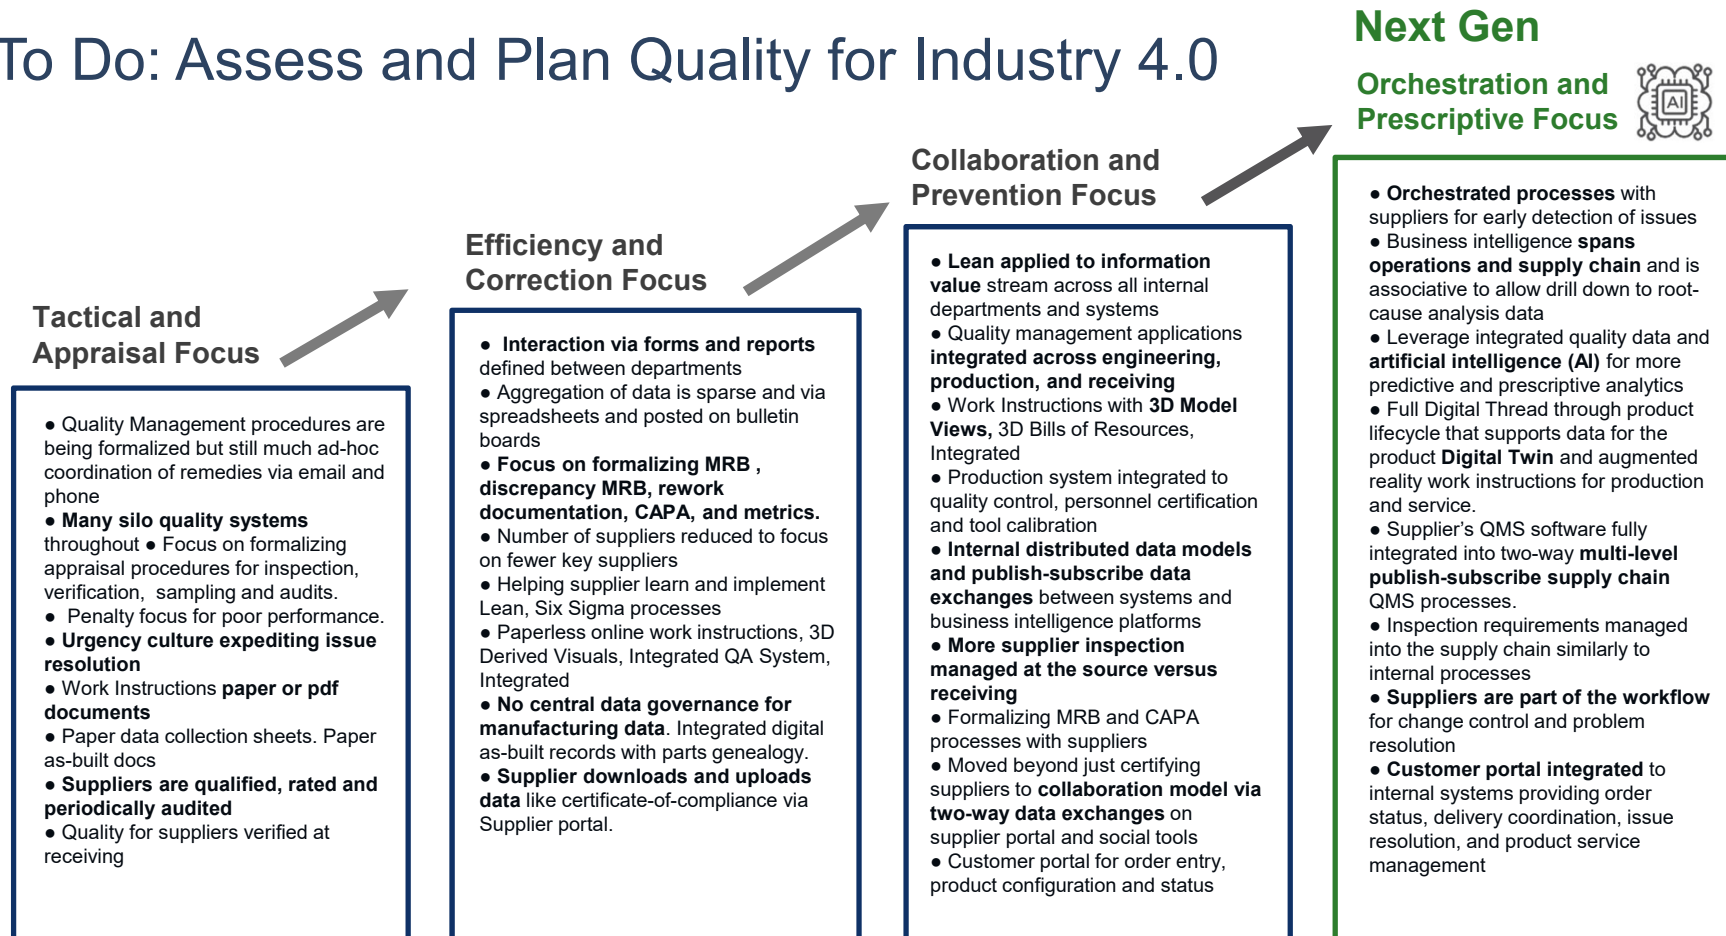 To Do: Assess and Plan Quality for Industry 4.0
Next Gen
Orchestration and
Prescriptive Focus
AI
Collaboration and
Prevention Focus
Efficiency and
Correction Focus
Tactical and
Appraisal Focus
● Quality Management procedures are
being formalized but still much ad-hoc
coordination of remedies via email and
phone
● Many silo quality systems
throughout ● Focus on formalizing
appraisal procedures for inspection,
verification, sampling and audits.
● Penalty focus for poor performance.
● Urgency culture expediting issue
resolution
● Work Instructions paper or pdf
documents
● Paper data collection sheets. Paper
as-built docs
● Suppliers are qualified, rated and
periodically audited
● Quality for suppliers verified at
receiving
● Interaction via forms and reports
defined between departments
● Aggregation of data is sparse and via
spreadsheets and posted on bulletin
boards
● Focus on formalizing MRB ,
discrepancy MRB, rework
documentation, CAPA, and metrics.
● Number of suppliers reduced to focus
on fewer key suppliers
● Helping supplier learn and implement
Lean, Six Sigma processes
● Paperless online work instructions, 3D
Derived Visuals, Integrated QA System,
Integrated
● No central data governance for
manufacturing data. Integrated digital
as-built records with parts genealogy.
● Supplier downloads and uploads
data like certificate-of-compliance via
Supplier portal.
● Lean applied to information
value stream across all internal
departments and systems
● Quality management applications
integrated across engineering,
production, and receiving
● Work Instructions with 3D Model
Views, 3D Bills of Resources,
Integrated
● Production system integrated to
quality control, personnel certification
and tool calibration
● Internal distributed data models
and publish-subscribe data
exchanges between systems and
business intelligence platforms
● More supplier inspection
managed at the source versus
receiving
● Formalizing MRB and CAPA
processes with suppliers
● Moved beyond just certifying
suppliers to collaboration model via
two-way data exchanges on
supplier portal and social tools
● Customer portal for order entry,
product configuration and status
● Orchestrated processes with
suppliers for early detection of issues
● Business intelligence spans
operations and supply chain and is
associative to allow drill down to root-
cause analysis data
● Leverage integrated quality data and
artificial intelligence (AI) for more
predictive and prescriptive analytics
● Full Digital Thread through product
lifecycle that supports data for the
product Digital Twin and augmented
reality work instructions for production
and service.
● Supplier’s QMS software fully
integrated into two-way multi-level
publish-subscribe supply chain
QMS processes.
● Inspection requirements managed
into the supply chain similarly to
internal processes
● Suppliers are part of the workflow
for change control and problem
resolution
● Customer portal integrated to
internal systems providing order
status, delivery coordination, issue
resolution, and product service
management